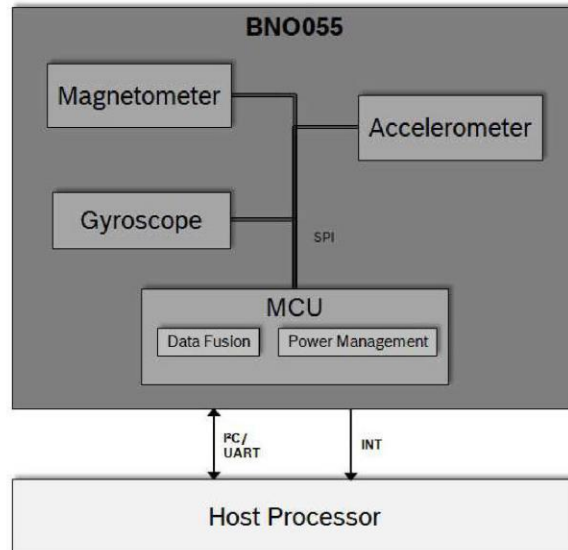 BNO055
Magnetometer
Accelerometer
Gyroscope
SPI
MCU
Data Fusion
Power Management
I²C/
UART
INT
Host Processor